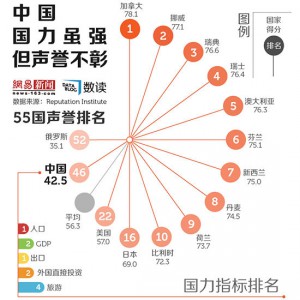 中国
国力虽强
但声誉不彰
網易新闻
news·163·com
数读
数据来源：Reputation Institute
55国声誉排名
图例
国家
得分
排名
加拿大
78.1
1
挪威
77.1
2
瑞典
76.6
3
瑞士
76.4
4
澳大利亚
76.3
5
芬兰
75.1
6
新西兰
75.0
7
丹麦
74.5
8
荷兰
73.7
9
比利时
72.3
10
日本
69.0
16
美国
57.0
22
平均
56.3
中国
42.5
46
俄罗斯
35.1
52
1 人口
2 GDP
1 出口
2 外国直接投资
4 旅游
国力指标排名